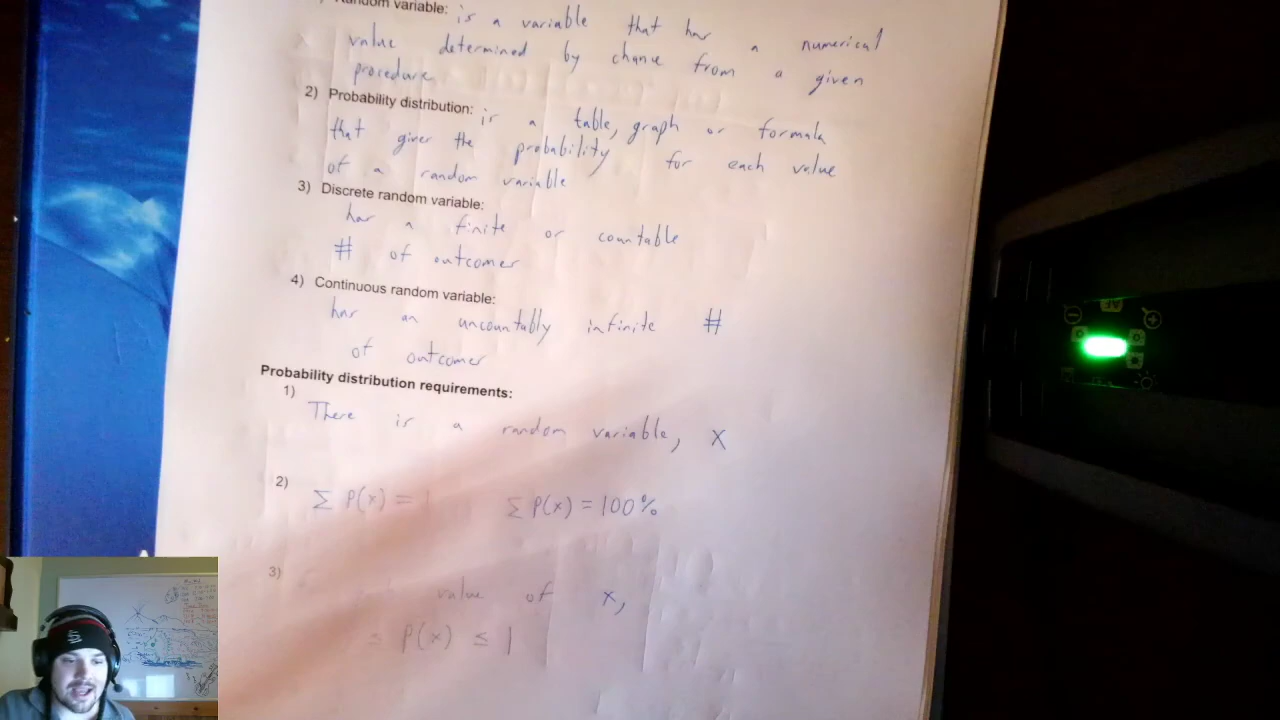 Random variable: is a variable that has a numerical
value determined by chance from a given
procedure
2) Probability distribution: is a table, graph or formula
that gives the probability for each value
of a random variable
3) Discrete random variable:
has a finite or countable
# of outcomes
4) Continuous random variable:
has an uncountably infinite #
of outcomes
Probability distribution requirements:
1)
There is a random variable, x
2)
Σ P(x) = 1 Σ P(x) = 100%
3)
value of x,
≤ P(x) ≤ 1